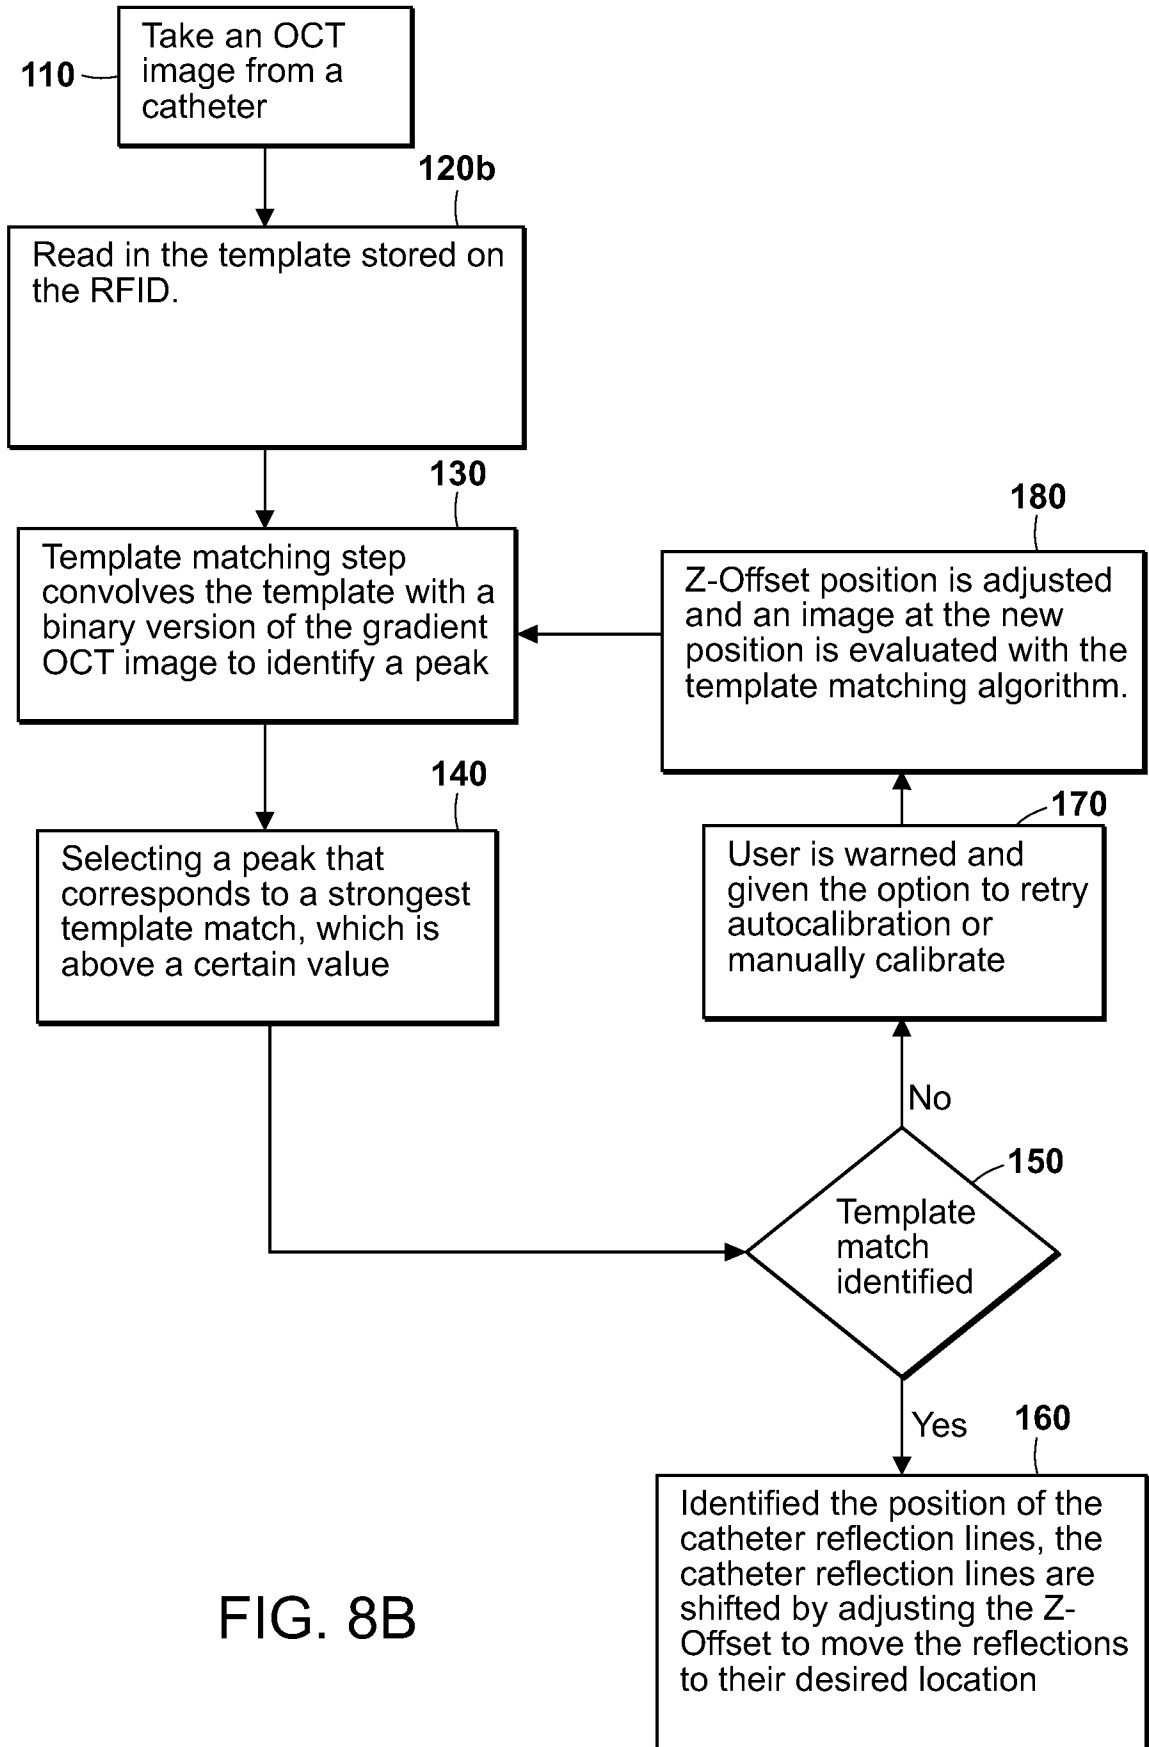 Take an OCT
image from a
catheter
110
120b
Read in the template stored on
the RFID.
130
Template matching step
convolves the template with a
binary version of the gradient
OCT image to identify a peak
140
Selecting a peak that
corresponds to a strongest
template match, which is
above a certain value
150
Template
match
identified
No
170
User is warned and
given the option to retry
autocalibration or
manually calibrate
180
Z-Offset position is adjusted
and an image at the new
position is evaluated with the
template matching algorithm.
Yes
160
Identified the position of the
catheter reflection lines, the
catheter reflection lines are
shifted by adjusting the Z-
Offset to move the reflections
to their desired location
FIG. 8B